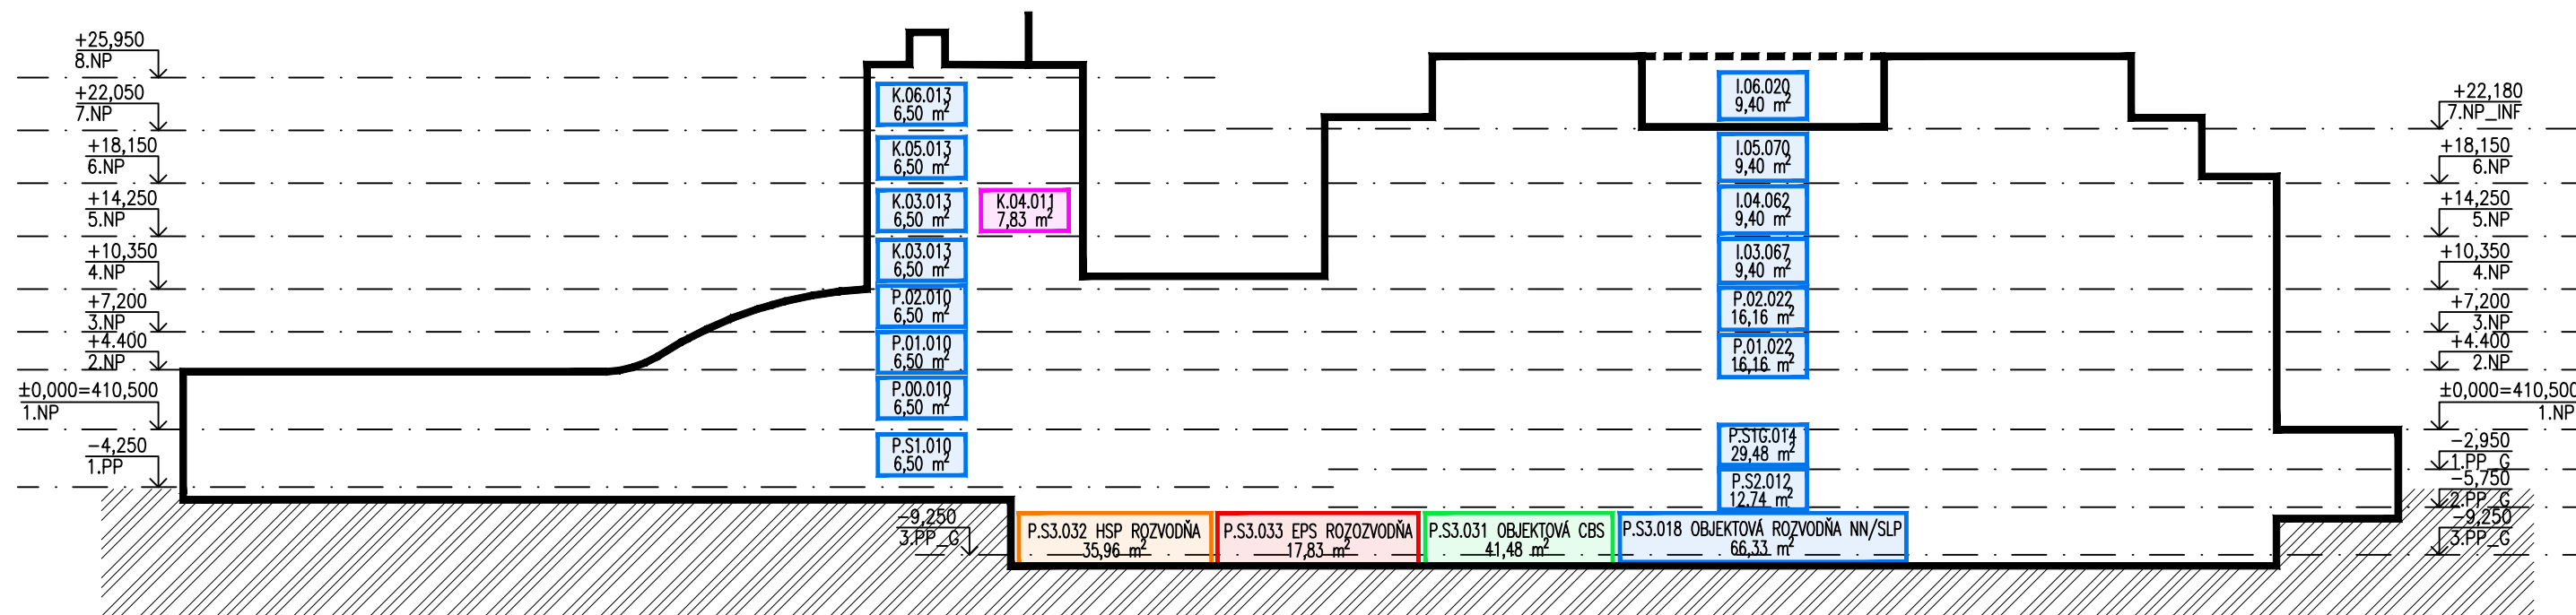 +25,950
8.NP
+22,050
7.NP
+18,150
6.NP
+14,250
5.NP
+10,350
4.NP
+7,200
3.NP
+4.400
2.NP
±0,000=410,500
1.NP
-4,250
1.PP
-9,250
3.PP_G
K.06.013
6,50 m²
K.05.013
6,50 m²
K.03.013
6,50 m²
K.04.011
7,83 m²
K.03.013
6,50 m²
P.02.010
6,50 m²
P.01.010
6,50 m²
P.00.010
6,50 m²
P.S1.010
6,50 m²
I.06.020
9,40 m²
I.05.070
9,40 m²
I.04.062
9,40 m²
I.03.067
9,40 m²
P.02.022
16,16 m²
P.01.022
16,16 m²
P.S1G.014
29,48 m²
P.S2.012
12,74 m²
P.S3.032 HSP ROZVODŇA
35,96 m²
P.S3.033 EPS ROZOZVODŇA
17,83 m²
P.S3.031 OBJEKTOVÁ CBS
41,48 m²
P.S3.018 OBJEKTOVÁ ROZVODŇA NN/SLP
66,33 m²
+22,180
7.NP_INF
+18,150
6.NP
+14,250
5.NP
+10,350
4.NP
+7,200
3.NP
+4.400
2.NP
±0,000=410,500
1.NP
-2,950
1.PP_G
-5,750
2.PP_G
-9,250
3.PP_G